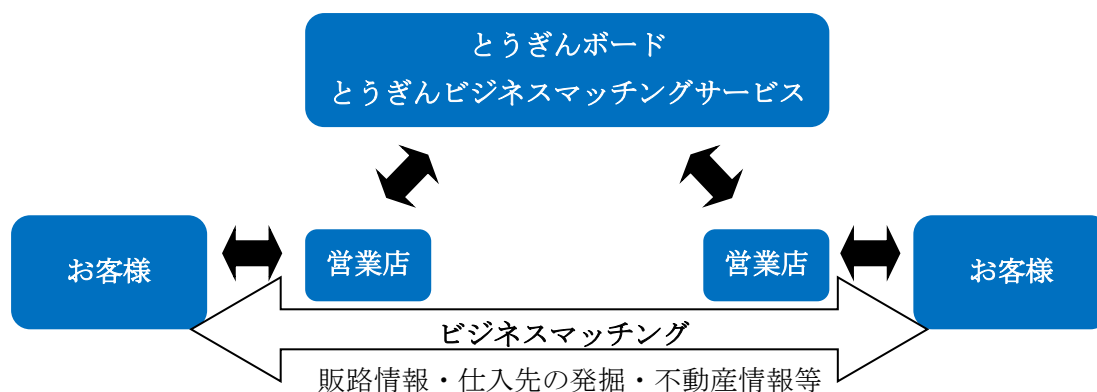 とうぎんボード
とうぎんビジネスマッチングサービス
お客様
営業店
営業店
お客様
ビジネスマッチング
販路情報・仕入先の発掘・不動産情報等